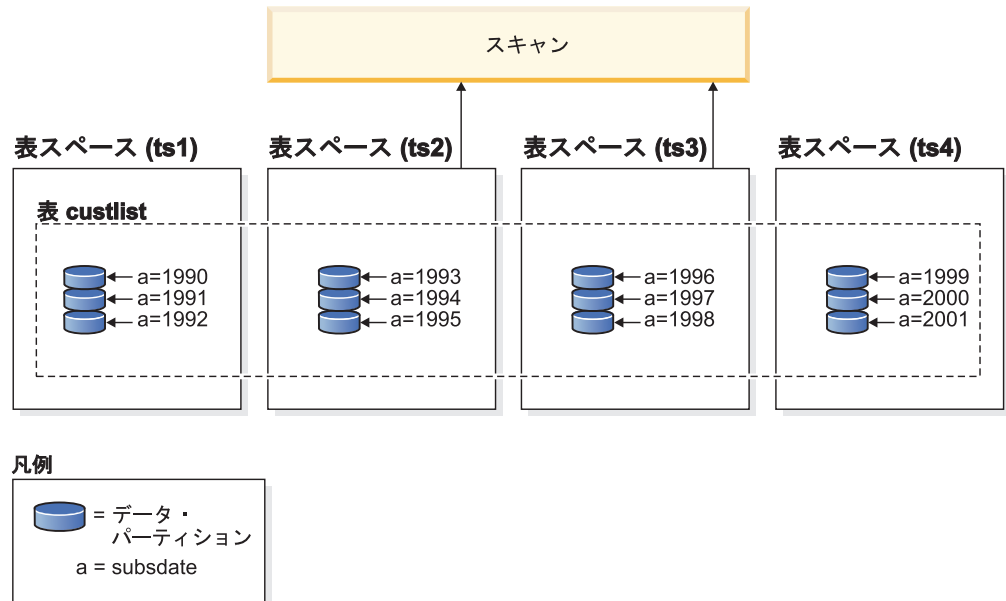 スキャン
表スペース (ts1)
表スペース (ts2)
表スペース (ts3)
表スペース (ts4)
表 custlist
a=1990
a=1991
a=1992
a=1993
a=1994
a=1995
a=1996
a=1997
a=1998
a=1999
a=2000
a=2001
凡例
= データ・
パーティション
a = subsdate